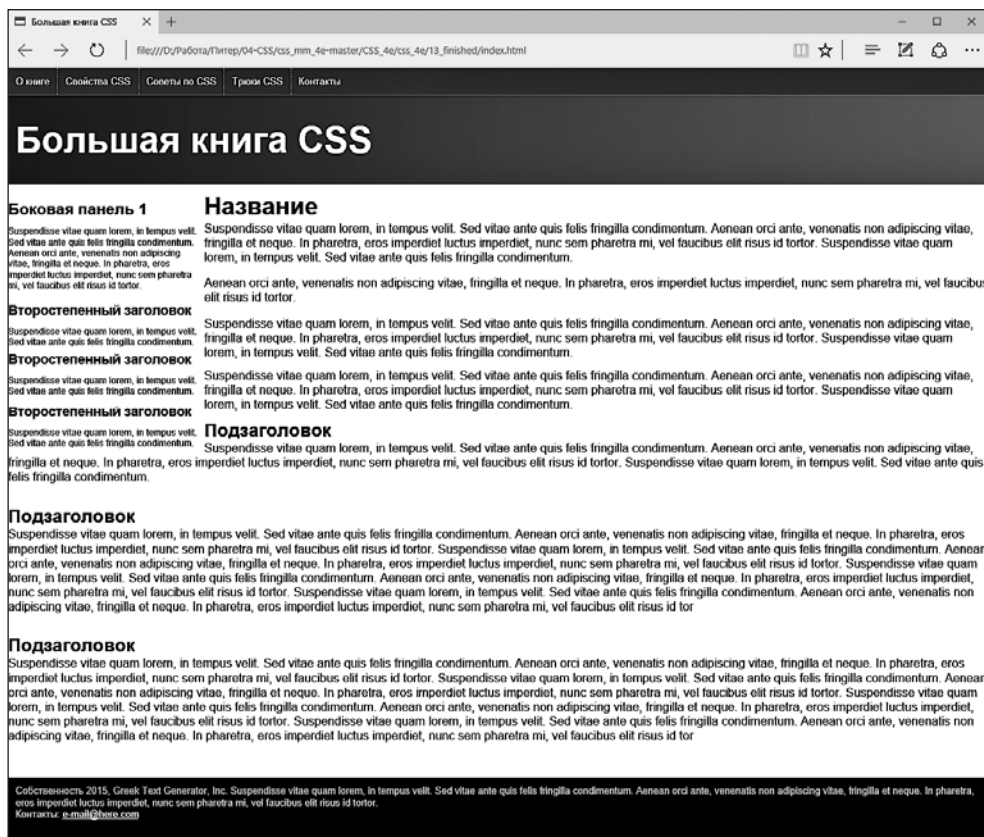 Большая книга CSS
file:///D:/Работа/Питер/04-CSS/css_mm_4e-master/CSS_4e/css_4e/13_finished/index.html
О книге Свойства CSS Советы по CSS Трюки CSS Контакты
Большая книга CSS
Боковая панель 1
Suspendisse vitae quam lorem, in tempus velit.
Sed vitae ante quis felis fringilla condimentum.
Aenean orci ante, venenatis non adipiscing
vitae, fringilla et neque. In pharetra, eros
imperdiet luctus imperdiet, nunc sem pharetra
mi, vel faucibus elit risus id tortor.
Второстепенный заголовок
Suspendisse vitae quam lorem, in tempus velit.
Sed vitae ante quis felis fringilla condimentum.
Второстепенный заголовок
Suspendisse vitae quam lorem, in tempus velit.
Sed vitae ante quis felis fringilla condimentum.
Второстепенный заголовок
Suspendisse vitae quam lorem, in tempus velit.
Sed vitae ante quis felis fringilla condimentum.
Название
Suspendisse vitae quam lorem, in tempus velit. Sed vitae ante quis felis fringilla condimentum. Aenean orci ante, venenatis non adipiscing vitae,
fringilla et neque. In pharetra, eros imperdiet luctus imperdiet, nunc sem pharetra mi, vel faucibus elit risus id tortor. Suspendisse vitae quam
lorem, in tempus velit. Sed vitae ante quis felis fringilla condimentum.
Aenean orci ante, venenatis non adipiscing vitae, fringilla et neque. In pharetra, eros imperdiet luctus imperdiet, nunc sem pharetra mi, vel faucibus
elit risus id tortor.
Suspendisse vitae quam lorem, in tempus velit. Sed vitae ante quis felis fringilla condimentum. Aenean orci ante, venenatis non adipiscing vitae,
fringilla et neque. In pharetra, eros imperdiet luctus imperdiet, nunc sem pharetra mi, vel faucibus elit risus id tortor. Suspendisse vitae quam
lorem, in tempus velit. Sed vitae ante quis felis fringilla condimentum.
Suspendisse vitae quam lorem, in tempus velit. Sed vitae ante quis felis fringilla condimentum. Aenean orci ante, venenatis non adipiscing vitae,
fringilla et neque. In pharetra, eros imperdiet luctus imperdiet, nunc sem pharetra mi, vel faucibus elit risus id tortor. Suspendisse vitae quam
lorem, in tempus velit. Sed vitae ante quis felis fringilla condimentum.
Подзаголовок
Suspendisse vitae quam lorem, in tempus velit. Sed vitae ante quis felis fringilla condimentum. Aenean orci ante, venenatis non adipiscing vitae,
fringilla et neque. In pharetra, eros imperdiet luctus imperdiet, nunc sem pharetra mi, vel faucibus elit risus id tortor. Suspendisse vitae quam lorem, in tempus velit. Sed vitae ante quis
felis fringilla condimentum.
Подзаголовок
Suspendisse vitae quam lorem, in tempus velit. Sed vitae ante quis felis fringilla condimentum. Aenean orci ante, venenatis non adipiscing vitae, fringilla et neque. In pharetra, eros
imperdiet luctus imperdiet, nunc sem pharetra mi, vel faucibus elit risus id tortor. Suspendisse vitae quam lorem, in tempus velit. Sed vitae ante quis felis fringilla condimentum. Aenean
orci ante, venenatis non adipiscing vitae, fringilla et neque. In pharetra, eros imperdiet luctus imperdiet, nunc sem pharetra mi, vel faucibus elit risus id tortor. Suspendisse vitae quam
lorem, in tempus velit. Sed vitae ante quis felis fringilla condimentum. Aenean orci ante, venenatis non adipiscing vitae, fringilla et neque. In pharetra, eros imperdiet luctus imperdiet,
nunc sem pharetra mi, vel faucibus elit risus id tortor. Suspendisse vitae quam lorem, in tempus velit. Sed vitae ante quis felis fringilla condimentum. Aenean orci ante, venenatis non
adipiscing vitae, fringilla et neque. In pharetra, eros imperdiet luctus imperdiet, nunc sem pharetra mi, vel faucibus elit risus id tor
Подзаголовок
Suspendisse vitae quam lorem, in tempus velit. Sed vitae ante quis felis fringilla condimentum. Aenean orci ante, venenatis non adipiscing vitae, fringilla et neque. In pharetra, eros
imperdiet luctus imperdiet, nunc sem pharetra mi, vel faucibus elit risus id tortor. Suspendisse vitae quam lorem, in tempus velit. Sed vitae ante quis felis fringilla condimentum. Aenean
orci ante, venenatis non adipiscing vitae, fringilla et neque. In pharetra, eros imperdiet luctus imperdiet, nunc sem pharetra mi, vel faucibus elit risus id tortor. Suspendisse vitae quam
lorem, in tempus velit. Sed vitae ante quis felis fringilla condimentum. Aenean orci ante, venenatis non adipiscing vitae, fringilla et neque. In pharetra, eros imperdiet luctus imperdiet,
nunc sem pharetra mi, vel faucibus elit risus id tortor. Suspendisse vitae quam lorem, in tempus velit. Sed vitae ante quis felis fringilla condimentum. Aenean orci ante, venenatis non
adipiscing vitae, fringilla et neque. In pharetra, eros imperdiet luctus imperdiet, nunc sem pharetra mi, vel faucibus elit risus id tor
Собственность 2015, Greek Text Generator, Inc. Suspendisse vitae quam lorem, in tempus velit. Sed vitae ante quis felis fringilla condimentum. Aenean orci ante, venenatis non adipiscing vitae, fringilla et neque. In pharetra,
eros imperdiet luctus imperdiet, nunc sem pharetra mi, vel faucibus elit risus id tortor.
Контакты: e-mail@here.com